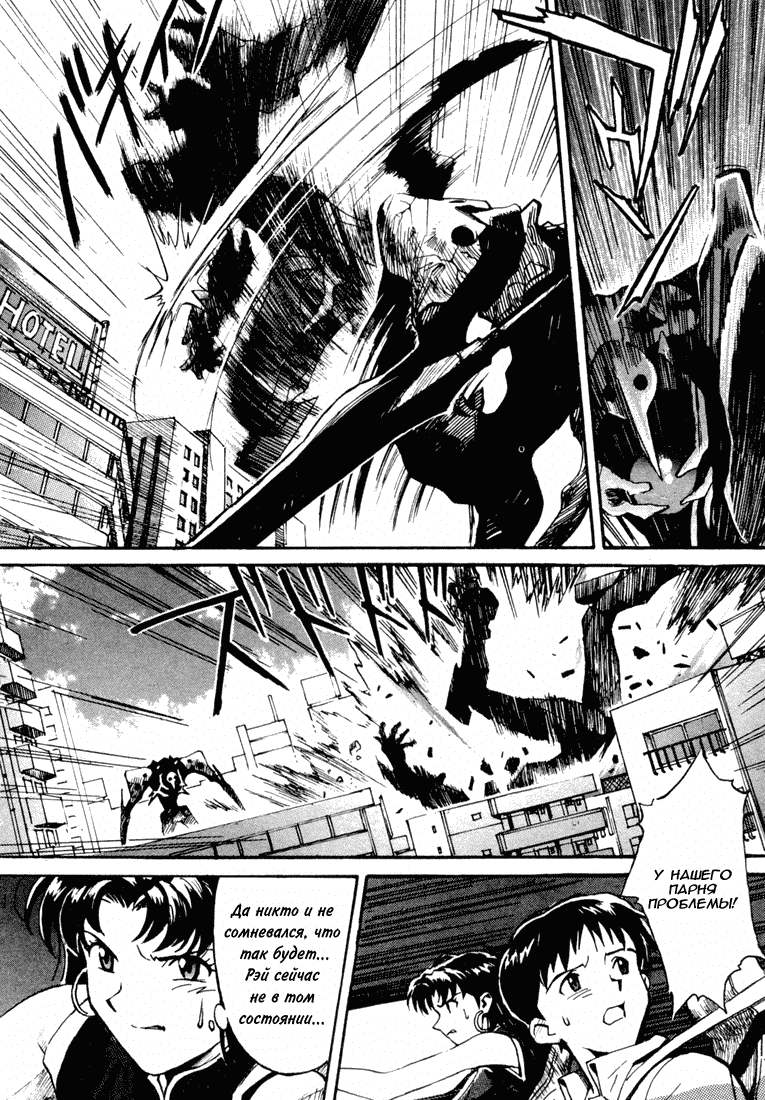 HOTEL
Да никто и не
сомневался, что
так будет...
Рэй сейчас
не в том
состоянии...
У НАШЕГО
ПАРНЯ
ПРОБЛЕМЫ!